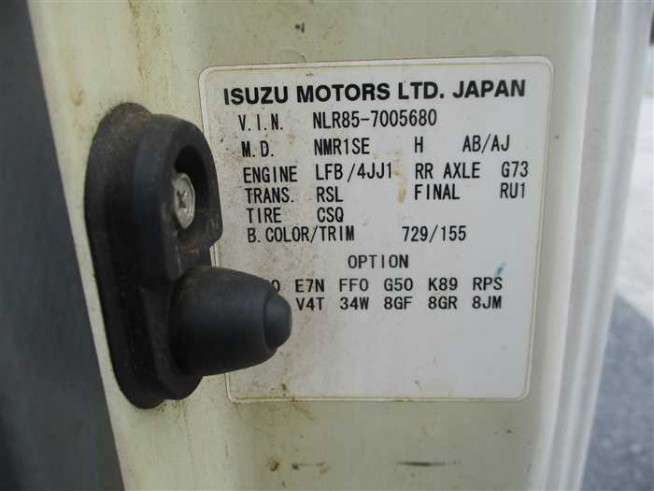 ISUZU MOTORS LTD. JAPAN
V.I.N. NLR85-7005680
M.D. NMR1SE H AB/AJ
ENGINE LFB/4JJ1 RR AXLE G73
TRANS. RSL FINAL RU1
TIRE CSQ
B.COLOR/TRIM 729/155
OPTION
E7N FF0 G50 K89 RPS
V4T 34W 8GF 8GR 8JM